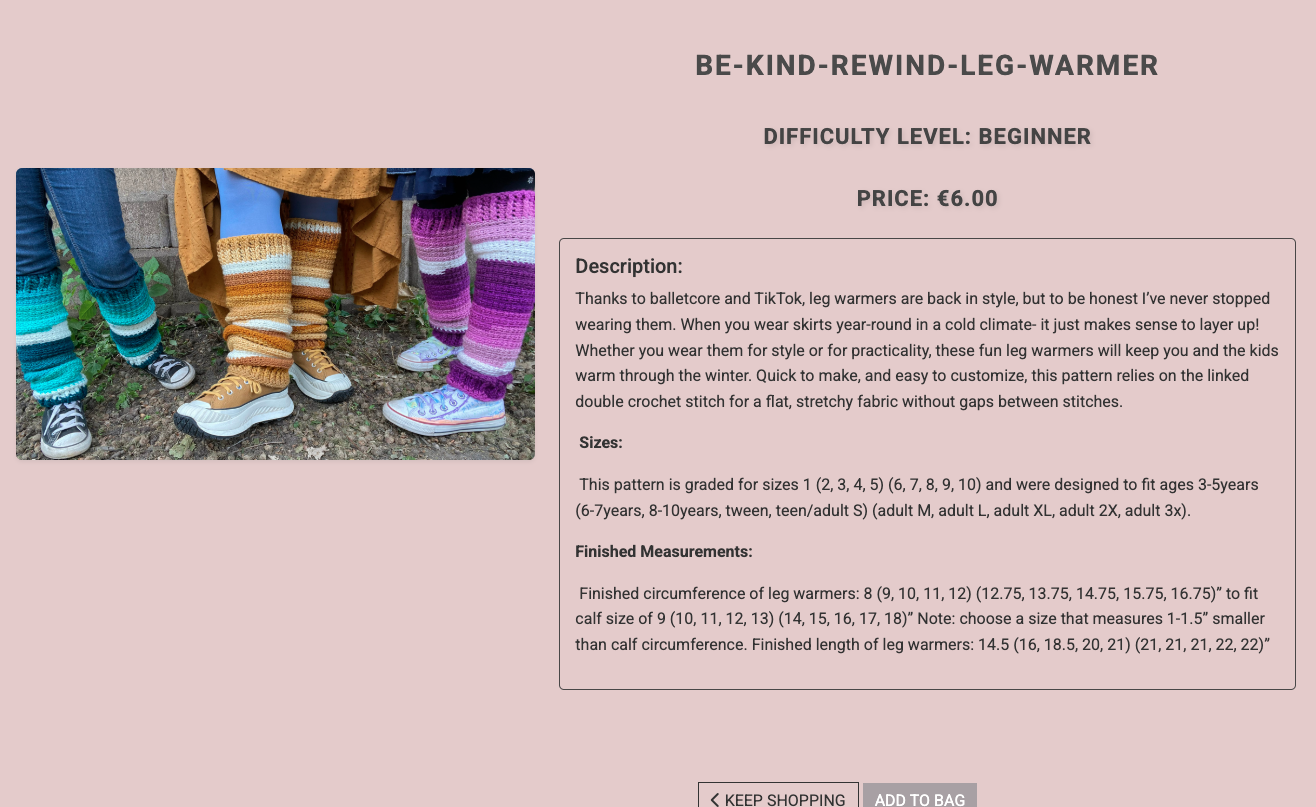 BE-KIND-REWIND-LEG-WARMER
DIFFICULTY LEVEL: BEGINNER
PRICE: €6.00
Description:
Thanks to balletcore and TikTok, leg warmers are back in style, but to be honest I’ve never stopped
wearing them. When you wear skirts year-round in a cold climate- it just makes sense to layer up!
Whether you wear them for style or for practicality, these fun leg warmers will keep you and the kids
warm through the winter. Quick to make, and easy to customize, this pattern relies on the linked
double crochet stitch for a flat, stretchy fabric without gaps between stitches.
Sizes:
This pattern is graded for sizes 1 (2, 3, 4, 5) (6, 7, 8, 9, 10) and were designed to fit ages 3-5years
(6-7years, 8-10years, tween, teen/adult S) (adult M, adult L, adult XL, adult 2X, adult 3x).
Finished Measurements:
Finished circumference of leg warmers: 8 (9, 10, 11, 12) (12.75, 13.75, 14.75, 15.75, 16.75)” to fit
calf size of 9 (10, 11, 12, 13) (14, 15, 16, 17, 18)” Note: choose a size that measures 1-1.5” smaller
than calf circumference. Finished length of leg warmers: 14.5 (16, 18.5, 20, 21) (21, 21, 21, 22, 22)”
KEEP SHOPPING
ADD TO BAG